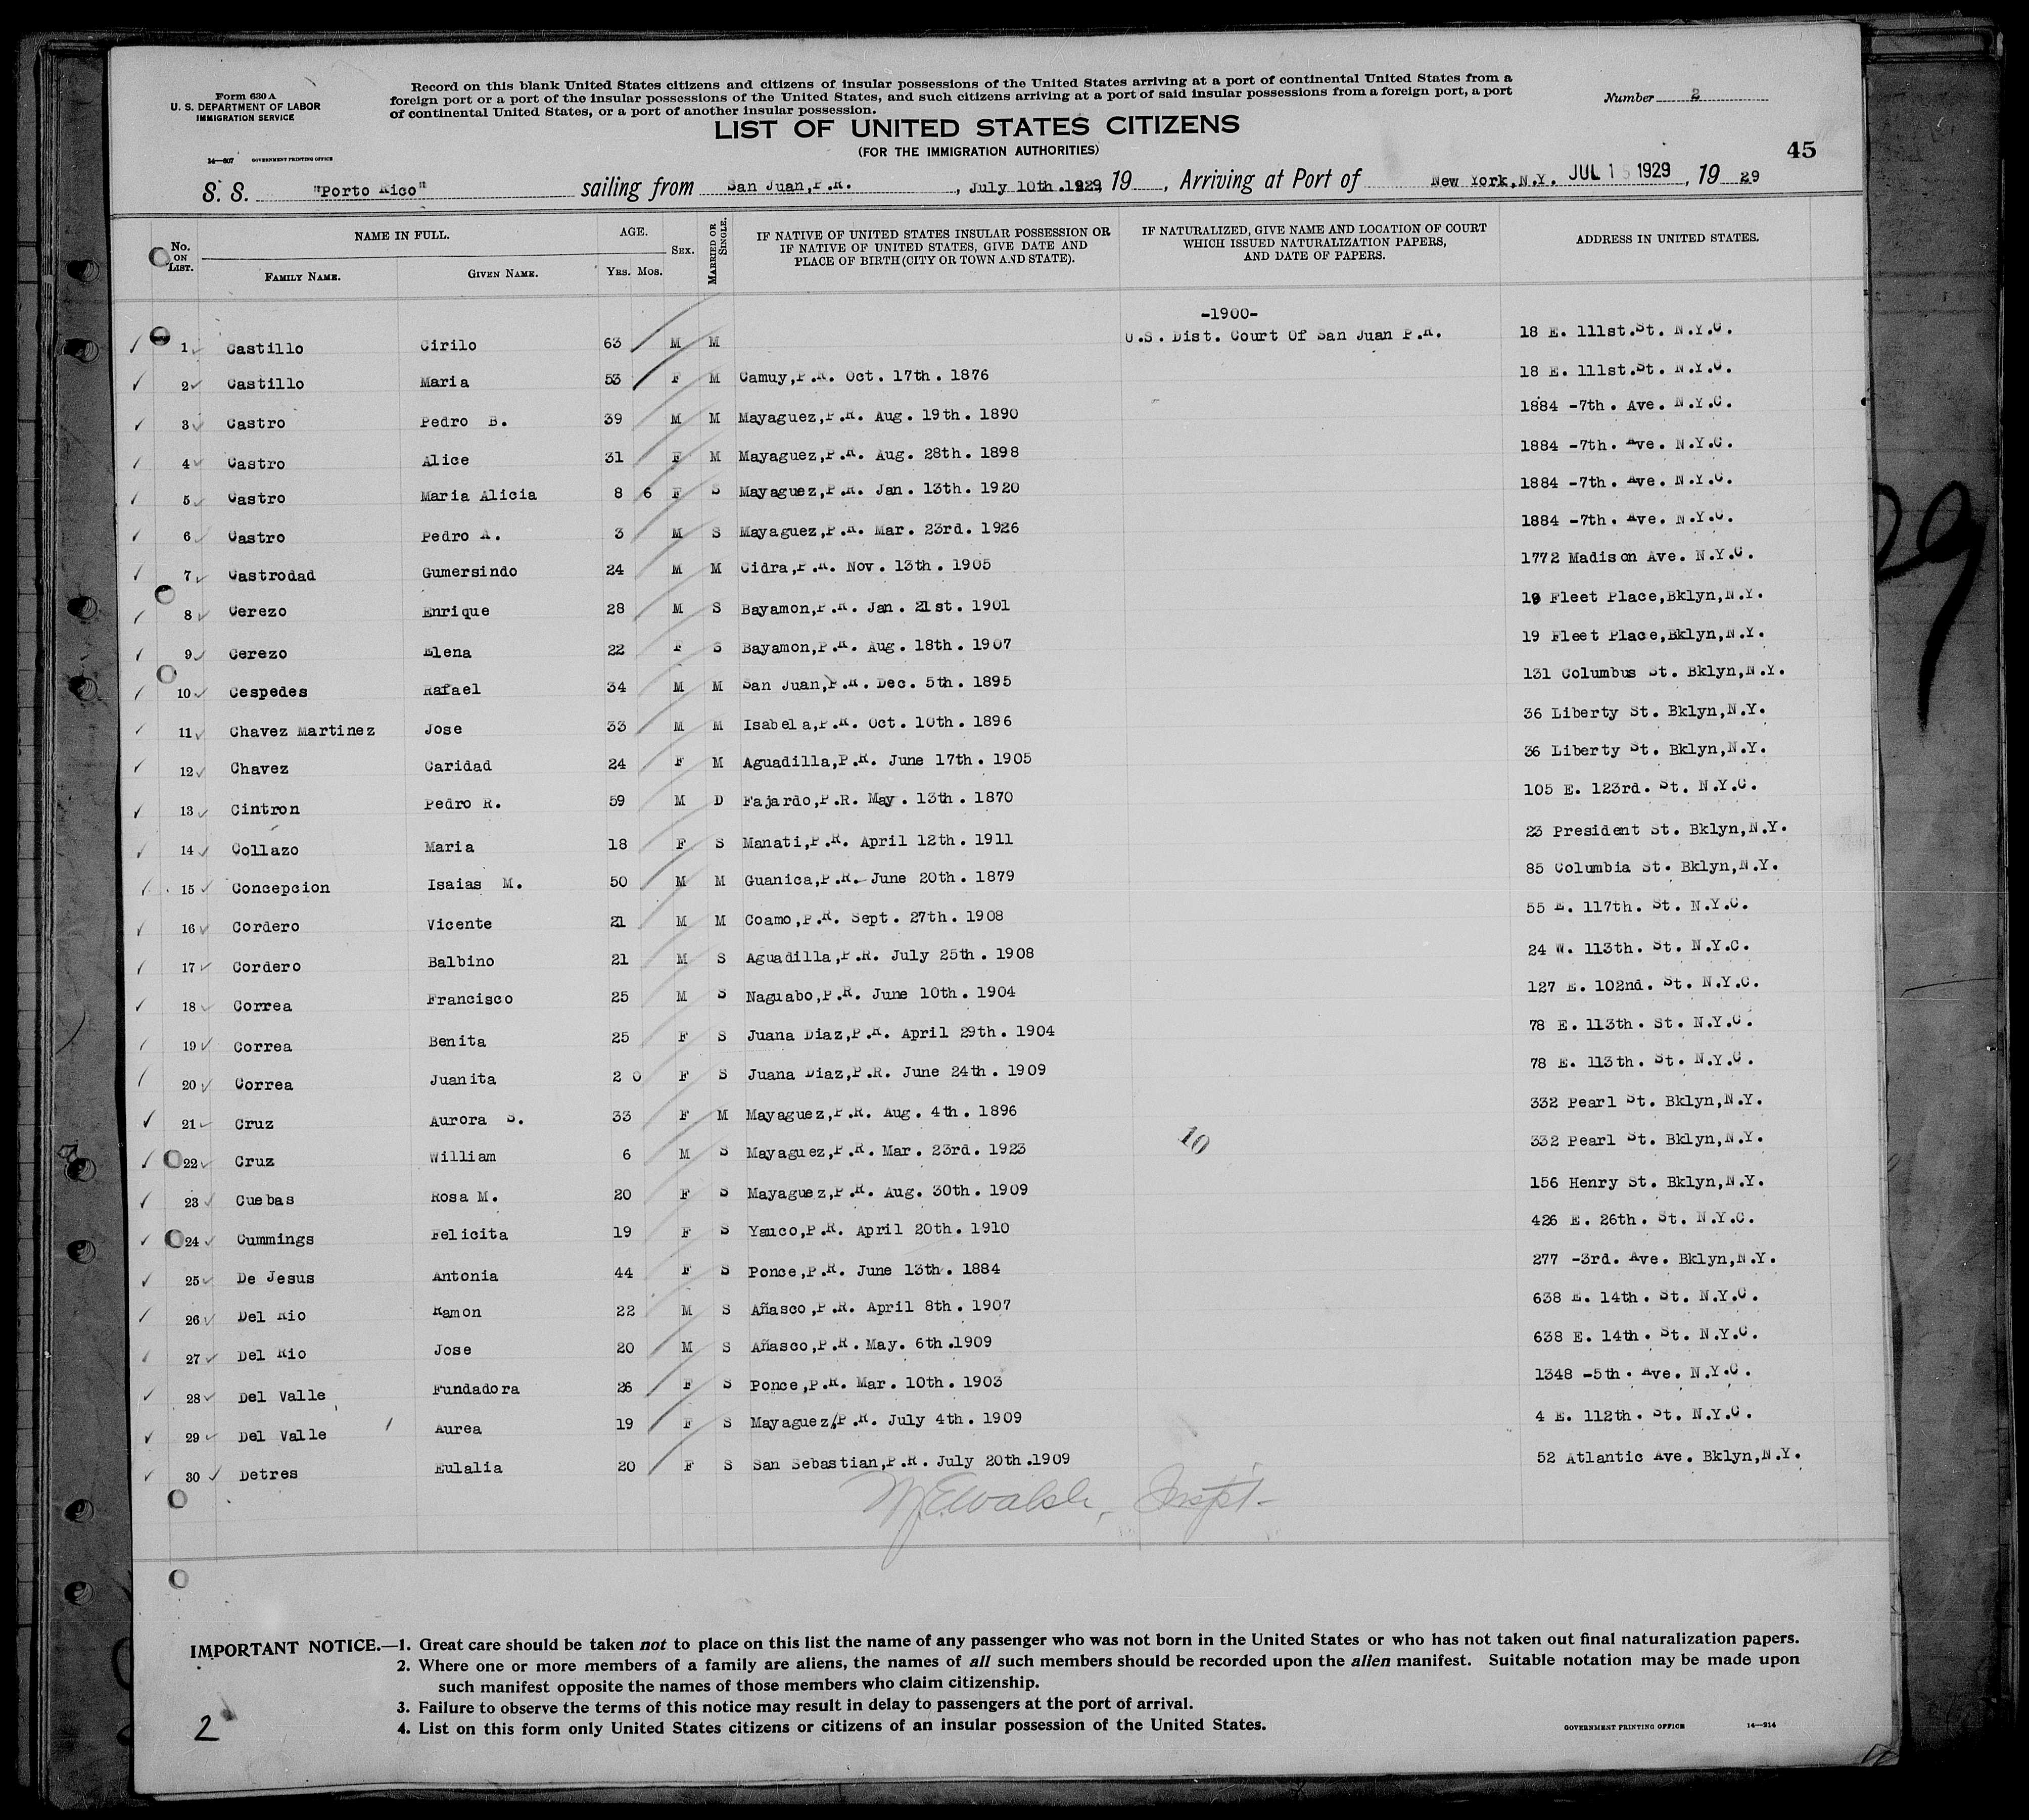 Form 630 A
U. S. DEPARTMENT OF LABOR
IMMIGRATION SERVICE
14—607 GOVERNMENT PRINTING OFFICE
Record on this blank United States citizens and citizens of insular possessions of the United States arriving at a port of continental United States from a
foreign port or a port of the insular possessions of the United States, and such citizens arriving at a port of said insular possessions from a foreign port, a port
of continental United States, or a port of another insular possession.
Number 2
LIST OF UNITED STATES CITIZENS
(FOR THE IMMIGRATION AUTHORITIES)
45
S. S. "Porto Rico" sailing from San Juan,P.R. , July 10th.1929, 19 , Arriving at Port of New York,N.Y. JUL 15 1929 , 19 29
No. ON LIST. NAME IN FULL. FAMILY NAME. GIVEN NAME. AGE. YRS. MOS. SEX. MARRIED OR SINGLE. IF NATIVE OF UNITED STATES INSULAR POSSESSION OR IF NATIVE OF UNITED STATES, GIVE DATE AND PLACE OF BIRTH (CITY OR TOWN AND STATE). IF NATURALIZED, GIVE NAME AND LOCATION OF COURT WHICH ISSUED NATURALIZATION PAPERS, AND DATE OF PAPERS. ADDRESS IN UNITED STATES.
-1900-
1 Castillo Cirilo 63 M M U.S. Dist. Court Of San Juan P.R. 18 E. 111st.St. N.Y.C.
2 Castillo Maria 53 F M Camuy,P.R. Oct. 17th. 1876 18 E. 111st.St. N.Y.C.
3 Castro Pedro B. 39 M M Mayaguez,P.R. Aug. 19th. 1890 1884 -7th. Ave. N.Y.C.
4 Castro Alice 31 F M Mayaguez,P.R. Aug. 28th. 1898 1884 -7th. Ave. N.Y.C.
5 Castro Maria Alicia 8 6 F S Mayaguez,P.R. Jan. 13th. 1920 1884 -7th. Ave. N.Y.C.
6 Castro Pedro A. 3 M S Mayaguez,P.R. Mar. 23rd. 1926 1884 -7th. Ave. N.Y.C.
7 Castrodad Gumersindo 24 M M Cidra,P.R. Nov. 13th. 1905 1772 Madison Ave. N.Y.C.
8 Cerezo Enrique 28 M S Bayamon,P.R. Jan. 21st. 1901 19 Fleet Place,Bklyn,N.Y.
9 Cerezo Elena 22 F S Bayamon,P.R. Aug. 18th. 1907 19 Fleet Place,Bklyn,N.Y.
10 Cespedes Rafael 34 M M San Juan,P.R. Dec. 5th. 1895 131 Columbus St. Bklyn,N.Y.
11 Chavez Martinez Jose 33 M M Isabela,P.R. Oct. 10th. 1896 36 Liberty St. Bklyn,N.Y.
12 Chavez Caridad 24 F M Aguadilla,P.R. June 17th. 1905 36 Liberty St. Bklyn,N.Y.
13 Cintron Pedro R. 59 M D Fajardo,P.R. May. 13th. 1870 105 E. 123rd. St. N.Y.C.
14 Collazo Maria 18 F S Manati,P.R. April 12th. 1911 23 President St. Bklyn,N.Y.
15 Concepcion Isaias M. 50 M M Guanica,P.R. June 20th. 1879 85 Columbia St. Bklyn,N.Y.
16 Cordero Vicente 21 M M Coamo,P.R. Sept. 27th. 1908 55 E. 117th. St. N.Y.C.
17 Cordero Balbino 21 M S Aguadilla,P.R. July 25th. 1908 24 W. 113th. St. N.Y.C.
18 Correa Francisco 25 M S Naguabo,P.R. June 10th. 1904 127 E. 102nd. St. N.Y.C.
19 Correa Benita 25 F S Juana Diaz,P.R. April 29th. 1904 78 E. 113th. St. N.Y.C.
20 Correa Juanita 2 0 F S Juana Diaz,P.R. June 24th. 1909 78 E. 113th. St. N.Y.C.
21 Cruz Aurora S. 33 F M Mayaguez,P.R. Aug. 4th. 1896 332 Pearl St. Bklyn,N.Y.
22 Cruz William 6 M S Mayaguez,P.R. Mar. 23rd. 1923 10 332 Pearl St. Bklyn,N.Y.
23 Cuebas Rosa M. 20 F S Mayaguez,P.R. Aug. 30th. 1909 156 Henry St. Bklyn,N.Y.
24 Cummings Felicita 19 F S Yauco,P.R. April 20th. 1910 426 E. 26th. St. N.Y.C.
25 De Jesus Antonia 44 F S Ponce,P.R. June 13th. 1884 277 -3rd. Ave. Bklyn,N.Y.
26 Del Rio Ramon 22 M S Añasco,P.R. April 8th. 1907 638 E. 14th. St. N.Y.C.
27 Del Rio Jose 20 M S Añasco,P.R. May. 6th.1909 638 E. 14th. St. N.Y.C.
28 Del Valle Fundadora 26 F S Ponce,P.R. Mar. 10th. 1903 1348 -5th. Ave. N.Y.C.
29 Del Valle Aurea 19 F S Mayaguez,P.R. July 4th. 1909 4 E. 112th. St. N.Y.C.
30 Detres Eulalia 20 F S San Sebastian,P.R. July 20th.1909 52 Atlantic Ave. Bklyn,N.Y.
M.E. Walsh, Insp't-
IMPORTANT NOTICE.—1. Great care should be taken not to place on this list the name of any passenger who was not born in the United States or who has not taken out final naturalization papers.
2. Where one or more members of a family are aliens, the names of all such members should be recorded upon the alien manifest. Suitable notation may be made upon
such manifest opposite the names of those members who claim citizenship.
3. Failure to observe the terms of this notice may result in delay to passengers at the port of arrival.
4. List on this form only United States citizens or citizens of an insular possession of the United States.
GOVERNMENT PRINTING OFFICE 14—214
2
29